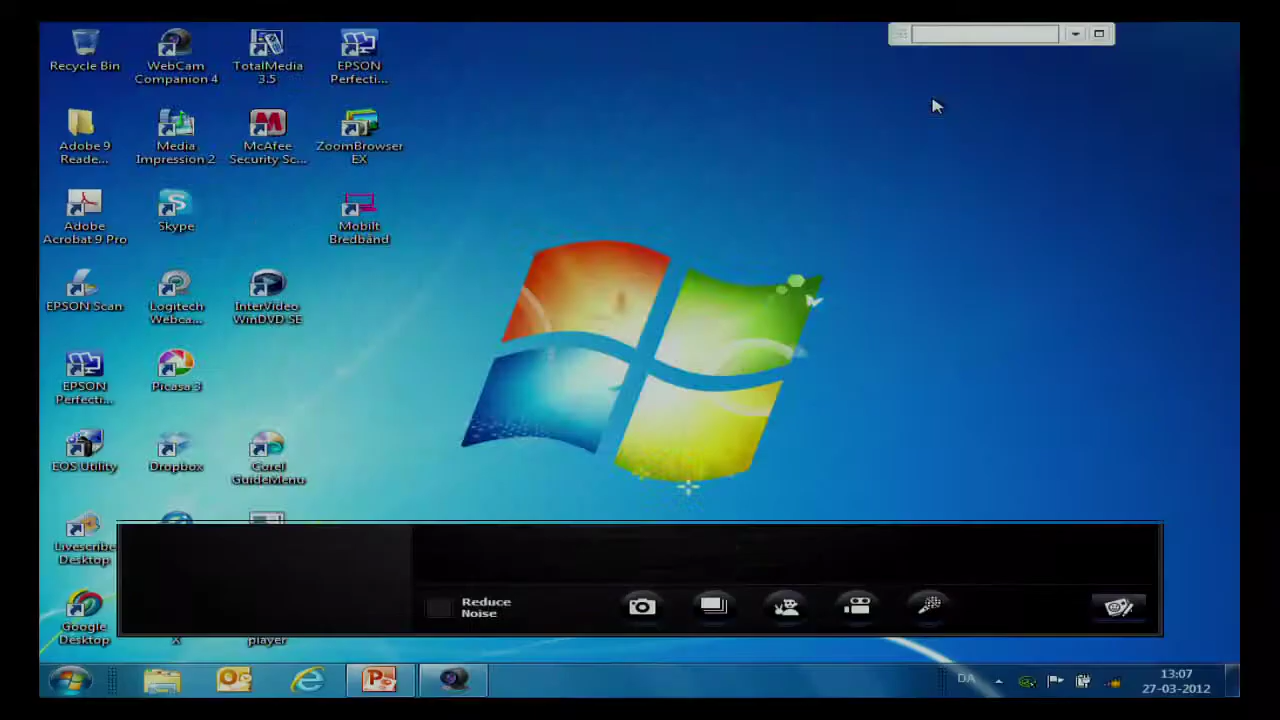 Recycle Bin
WebCam
Companion 4
TotalMedia
3.5
EPSON
Perfecti...
Adobe 9
Reade...
Media
Impression 2
McAfee
Security Sc...
ZoomBrowser
EX
Adobe
Acrobat 9 Pro
Skype
Mobilt
Bredbånd
EPSON Scan
Logitech
Webca...
InterVideo
WinDVD SE
EPSON
Perfecti...
Picasa 3
EOS Utility
Dropbox
Corel
GuideMenu
Livescribe
Desktop
Google
Desktop
X
player
Reduce
Noise
DA
13:07
27-03-2012